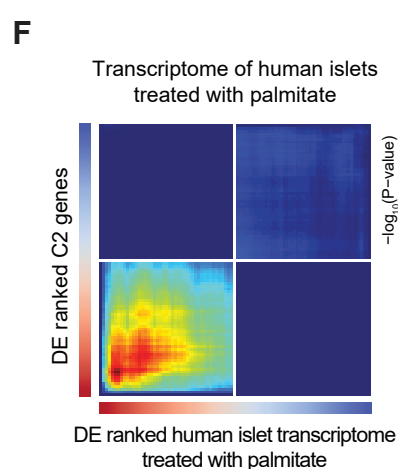 F
Transcriptome of human islets
treated with palmitate
DE ranked C2 genes
−log10(P−value)
DE ranked human islet transcriptome
treated with palmitate